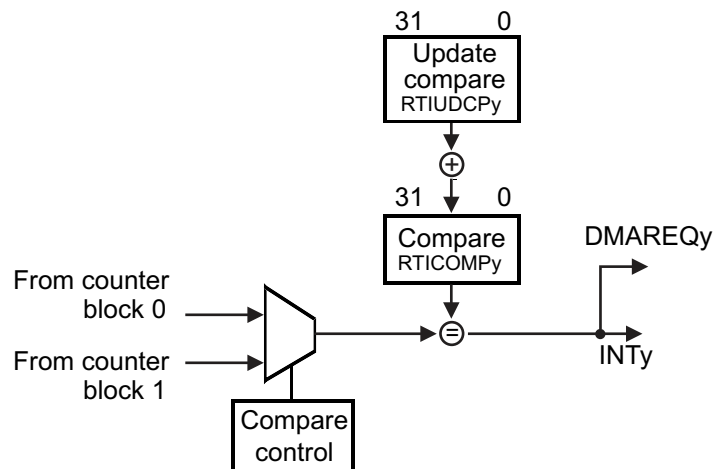 31 0
Update
compare
RTIUDCPy
+
31 0
Compare
RTICOMPy
DMAREQy
From counter
block 0
=
INTy
From counter
block 1
Compare
control